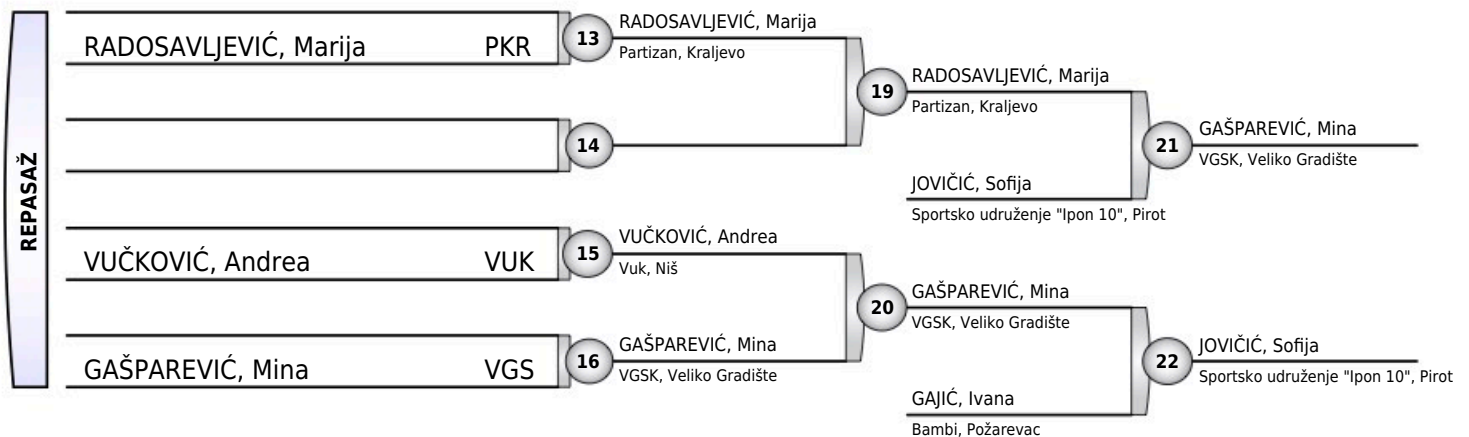 REPASAŽ
RADOSAVLJEVIĆ, Marija PKR
13
RADOSAVLJEVIĆ, Marija
Partizan, Kraljevo
14
19
RADOSAVLJEVIĆ, Marija
Partizan, Kraljevo
JOVIČIĆ, Sofija
Sportsko udruženje "Ipon 10", Pirot
21
GAŠPAREVIĆ, Mina
VGSK, Veliko Gradište
VUČKOVIĆ, Andrea VUK
15
VUČKOVIĆ, Andrea
Vuk, Niš
GAŠPAREVIĆ, Mina VGS
16
GAŠPAREVIĆ, Mina
VGSK, Veliko Gradište
20
GAŠPAREVIĆ, Mina
VGSK, Veliko Gradište
GAJIĆ, Ivana
Bambi, Požarevac
22
JOVIČIĆ, Sofija
Sportsko udruženje "Ipon 10", Pirot